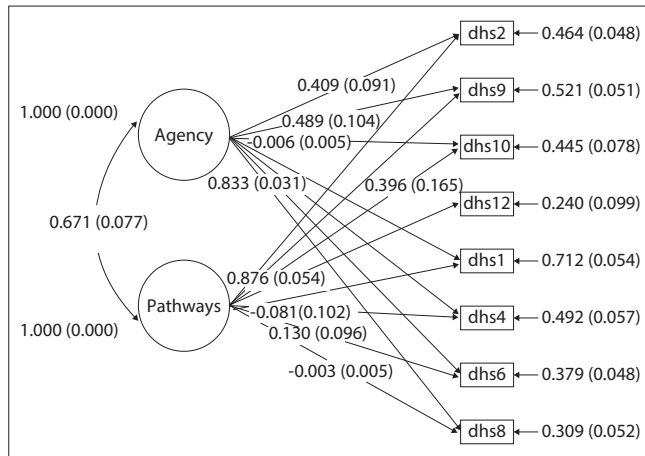 dhs2
0.464 (0.048)
0.409 (0.091)
dhs9
0.521 (0.051)
1.000 (0.000)
Agency
0.489 (0.104)
-0.006 (0.005)
dhs10
0.445 (0.078)
0.833 (0.031)
0.396 (0.165)
dhs12
0.240 (0.099)
0.671 (0.077)
dhs1
0.712 (0.054)
0.876 (0.054)
Pathways
-0.081(0.102)
dhs4
0.492 (0.057)
1.000 (0.000)
0.130 (0.096)
-0.003 (0.005)
dhs6
0.379 (0.048)
dhs8
0.309 (0.052)